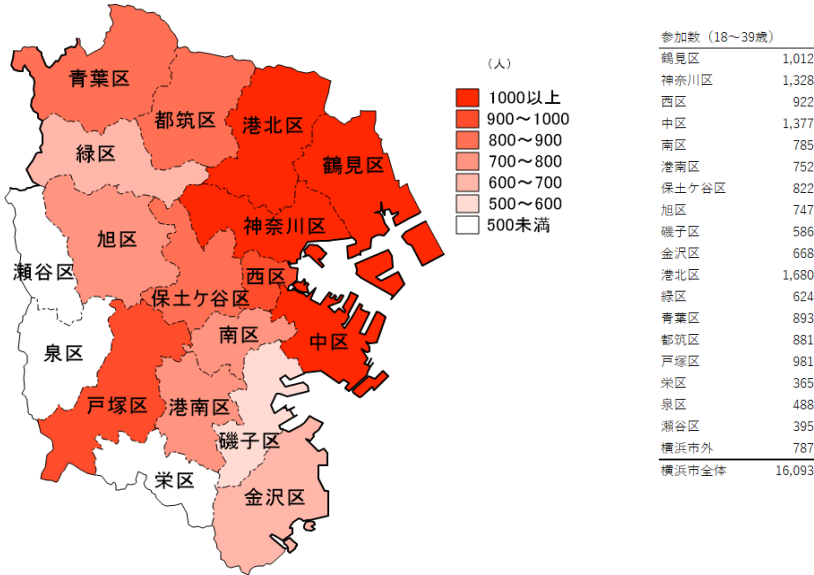 青葉区
都筑区
港北区
緑区
鶴見区
神奈川区
旭区
瀬谷区
西区
保土ケ谷区
南区
中区
泉区
戸塚区
港南区
磯子区
栄区
金沢区
（人）
1000以上
900～1000
800～900
700～800
600～700
500～600
500未満
参加数（18～39歳）
鶴見区 1,012
神奈川区 1,328
西区 922
中区 1,377
南区 785
港南区 752
保土ケ谷区 822
旭区 747
磯子区 586
金沢区 668
港北区 1,680
緑区 624
青葉区 893
都筑区 881
戸塚区 981
栄区 365
泉区 488
瀬谷区 395
横浜市外 787
横浜市全体 16,093